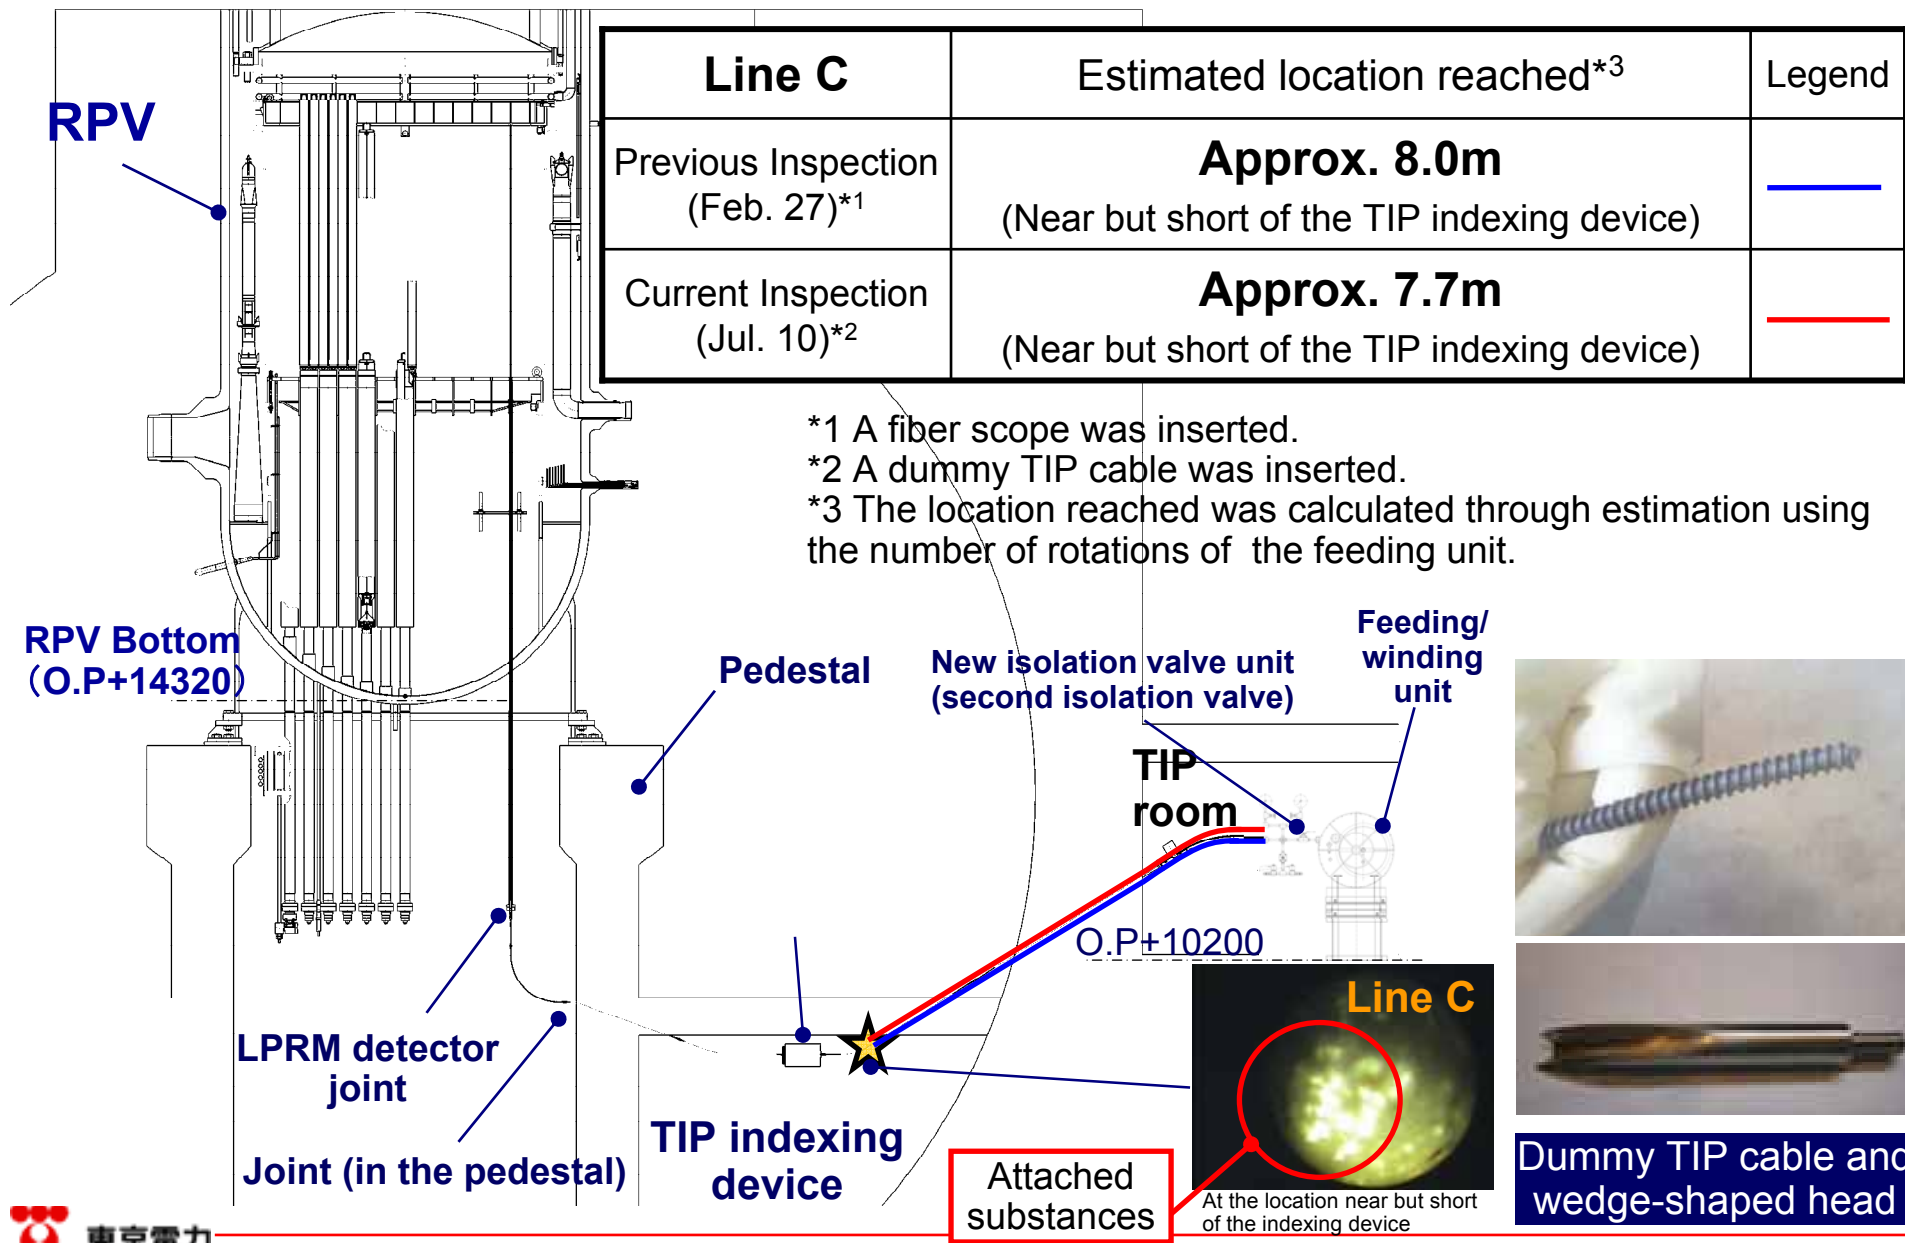 Line C
Estimated location reached*3
Legend
Previous Inspection
(Feb. 27)*1
Approx. 8.0m
(Near but short of the TIP indexing device)
Current Inspection
(Jul. 10)*2
Approx. 7.7m
(Near but short of the TIP indexing device)
*1 A fiber scope was inserted.
*2 A dummy TIP cable was inserted.
*3 The location reached was calculated through estimation using
the number of rotations of the feeding unit.
RPV
RPV Bottom
(O.P+14320)
Pedestal
New isolation valve unit
(second isolation valve)
Feeding/
winding
unit
TIP
room
O.P+10200
LPRM detector
joint
Joint (in the pedestal)
TIP indexing
device
Line C
Attached
substances
At the location near but short
of the indexing device
Dummy TIP cable and
wedge-shaped head
東京電力